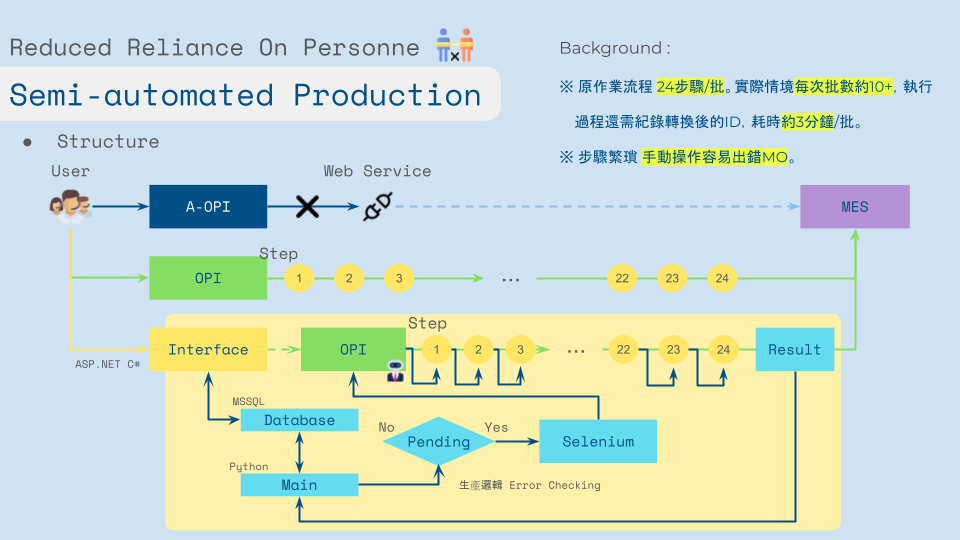 Reduced Reliance On Personne
Semi-automated Production
Background :
※ 原作業流程 24步驟/批。實際情境每次批數約10+, 執行
過程還需紀錄轉換後的ID, 耗時約3分鐘/批。
※ 步驟繁瑣 手動操作容易出錯MO。
● Structure
User
Web Service
A-OPI
MES
Step
OPI
1
2
3
...
22
23
24
Step
Interface
OPI
1
2
3
...
22
23
24
Result
ASP.NET C#
MSSQL
Database
No
Yes
Pending
Selenium
Python
Main
生產邏輯 Error Checking